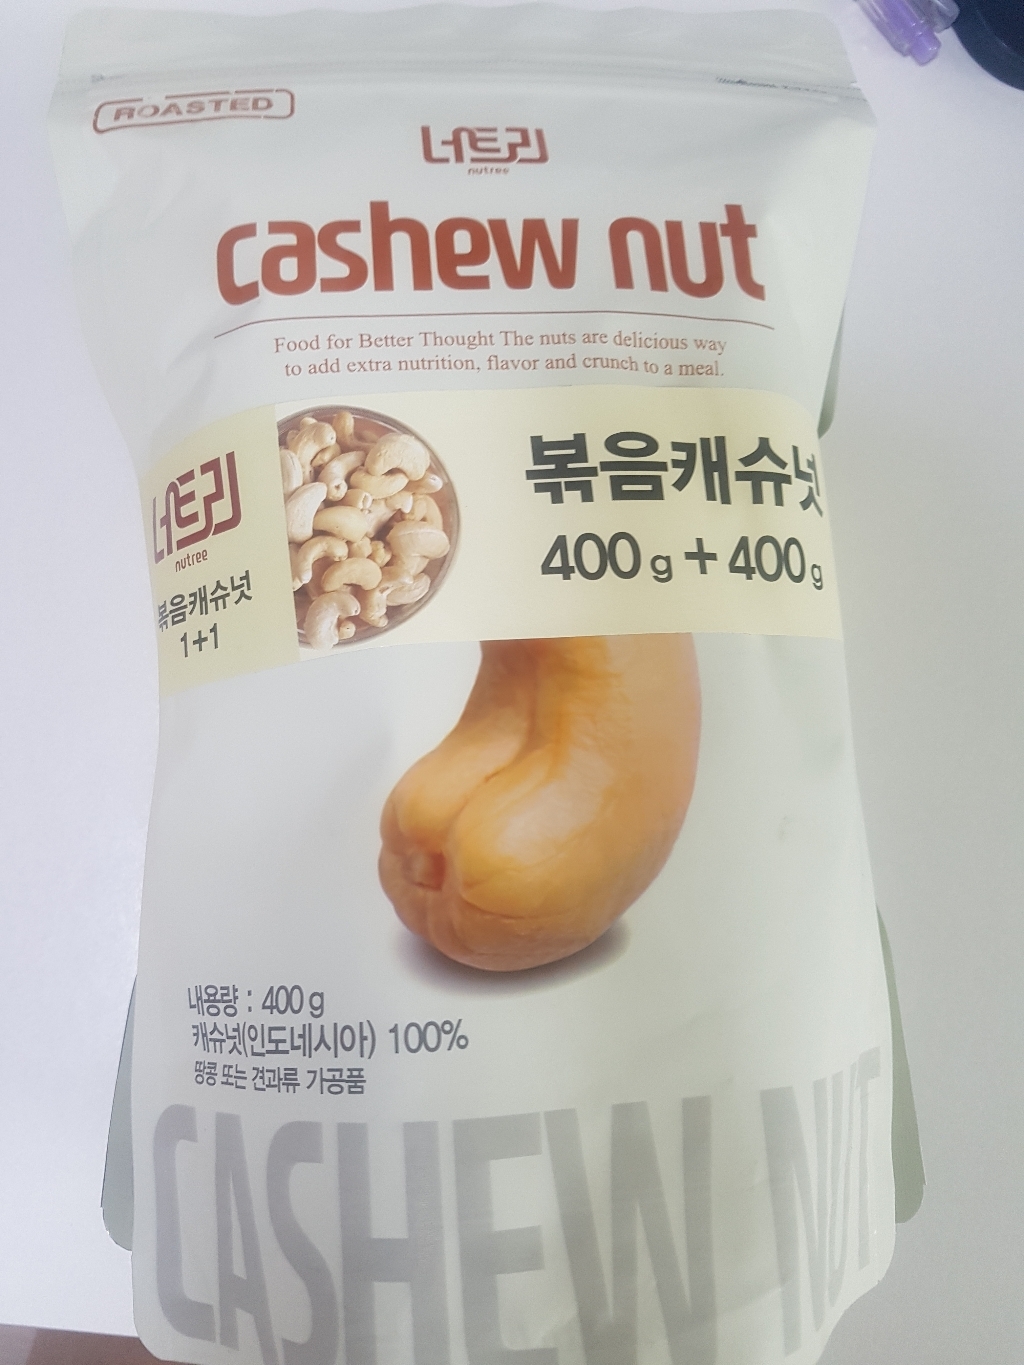 ROASTED
너트리
nutree
cashew nut
Food for Better Thought The nuts are delicious way
to add extra nutrition, flavor and crunch to a meal.
너트리
nutree
볶음캐슈넛
1+1
볶음캐슈넛
400g+400g
내용량 : 400g
캐슈넛(인도네시아) 100%
땅콩 또는 견과류 가공품
CASHEW NUT